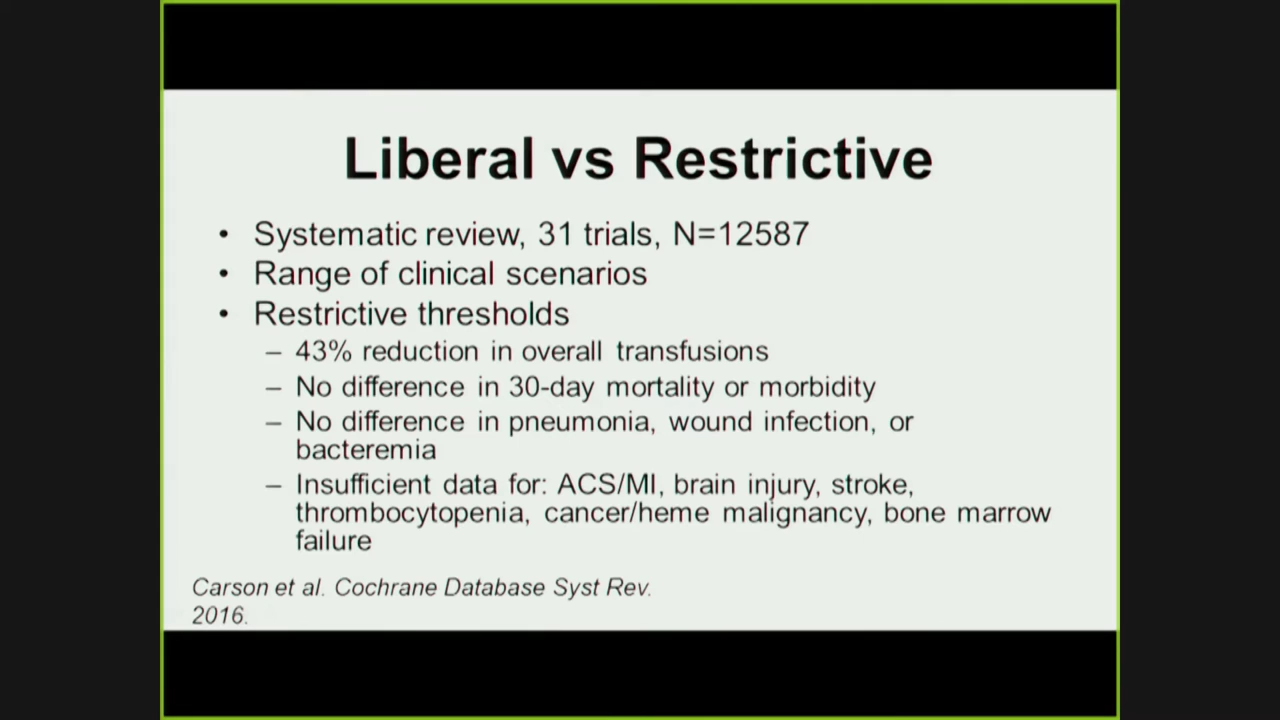 Liberal vs Restrictive
• Systematic review, 31 trials, N=12587
• Range of clinical scenarios
• Restrictive thresholds
– 43% reduction in overall transfusions
– No difference in 30-day mortality or morbidity
– No difference in pneumonia, wound infection, or
bacteremia
– Insufficient data for: ACS/MI, brain injury, stroke,
thrombocytopenia, cancer/heme malignancy, bone marrow
failure
Carson et al. Cochrane Database Syst Rev.
2016.